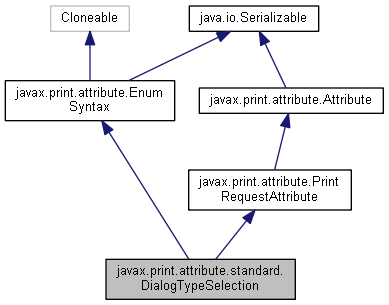 Cloneable
java.io.Serializable
javax.print.attribute.Enum
Syntax
javax.print.attribute.Attribute
javax.print.attribute.Print
RequestAttribute
javax.print.attribute.standard.
DialogTypeSelection